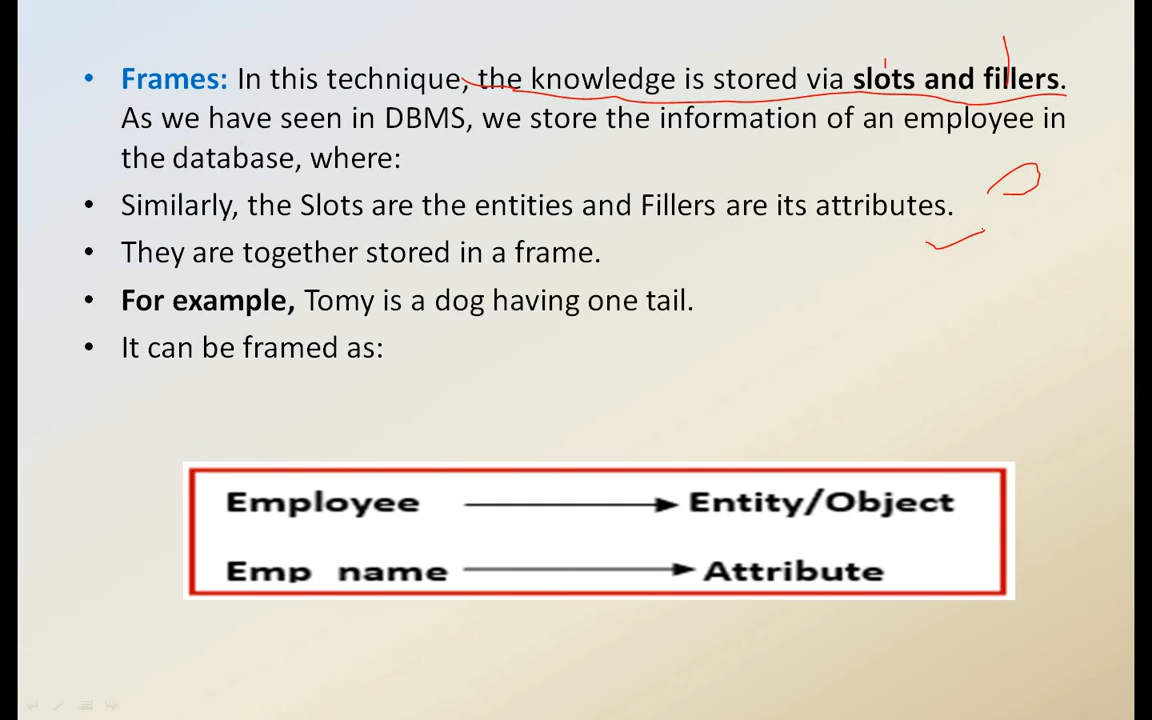 • Frames: In this technique, the knowledge is stored via slots and fillers.
As we have seen in DBMS, we store the information of an employee in
the database, where:
• Similarly, the Slots are the entities and Fillers are its attributes.
• They are together stored in a frame.
• For example, Tomy is a dog having one tail.
• It can be framed as:
Employee Entity/Object
Emp name Attribute